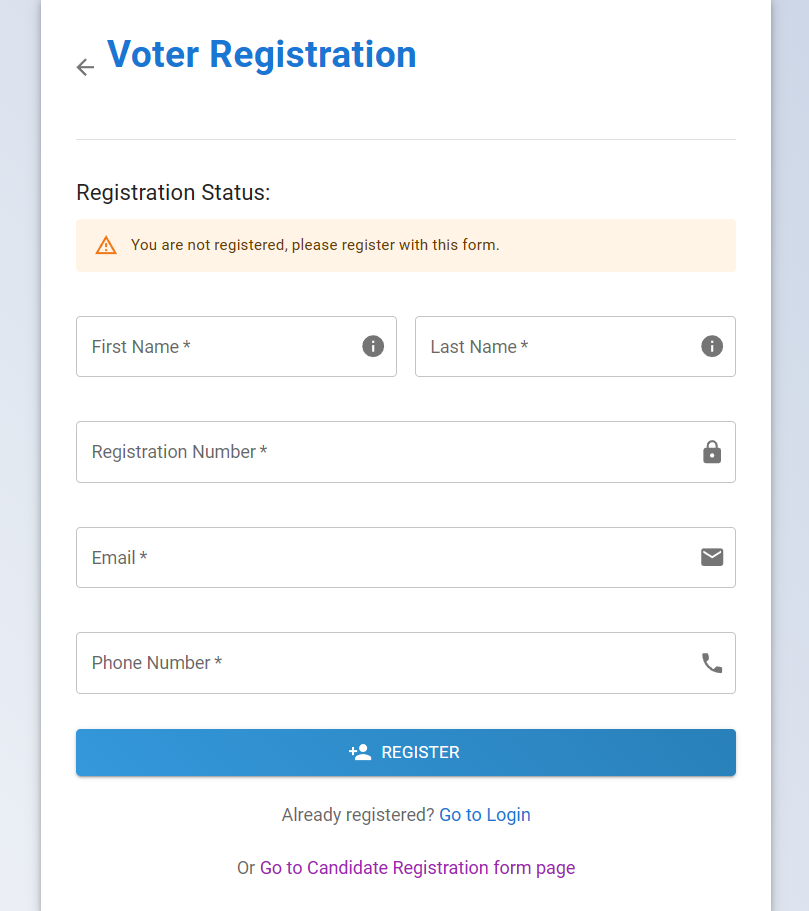 Voter Registration
Registration Status:
You are not registered, please register with this form.
First Name *
Last Name *
Registration Number *
Email *
Phone Number *
REGISTER
Already registered? Go to Login
Or Go to Candidate Registration form page